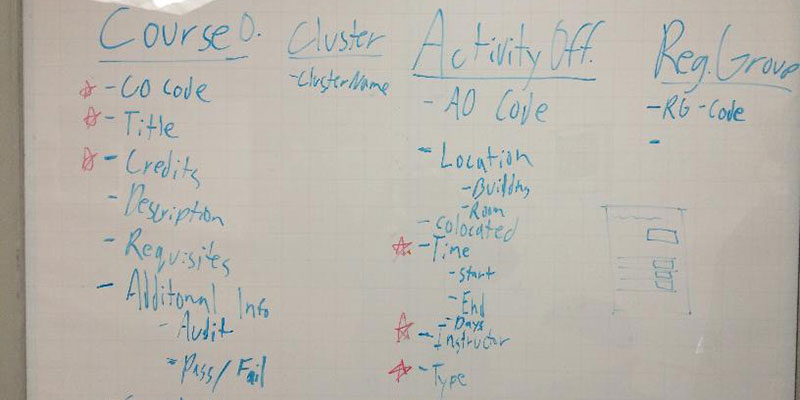 Course O.
- CO Code
- Title
- Credits
- Description
- Requisites
- Additonal Info
- Audit
- Pass/Fail
Cluster
- ClusterName
Activity Off.
- AO Code
- Location
- Building
- Room
- Colocated
- Time
- Start
- End
- Days
- Instructor
- Type
Reg. Group
- RG - Code
-